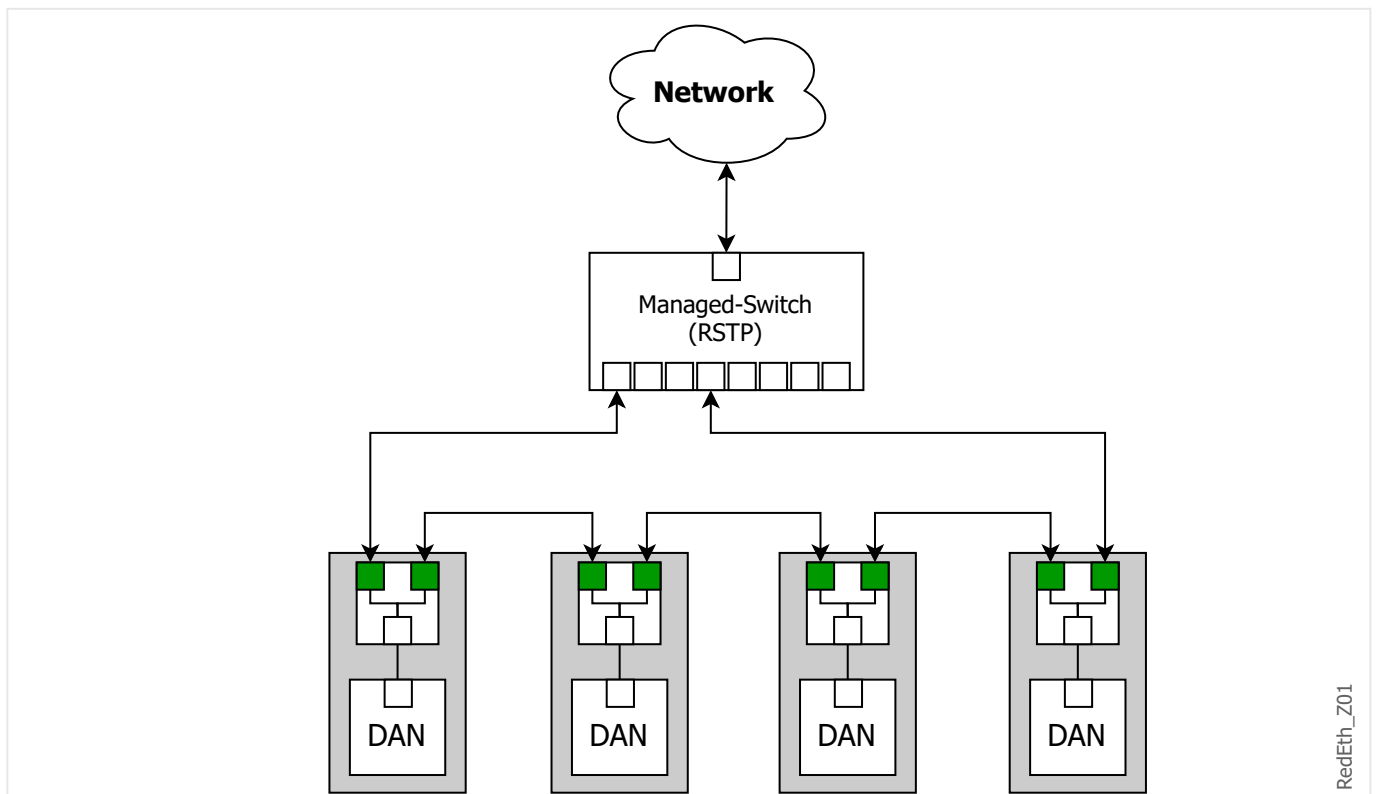 Network
Managed-Switch
(RSTP)
DAN
DAN
DAN
DAN
RedEth_Z01